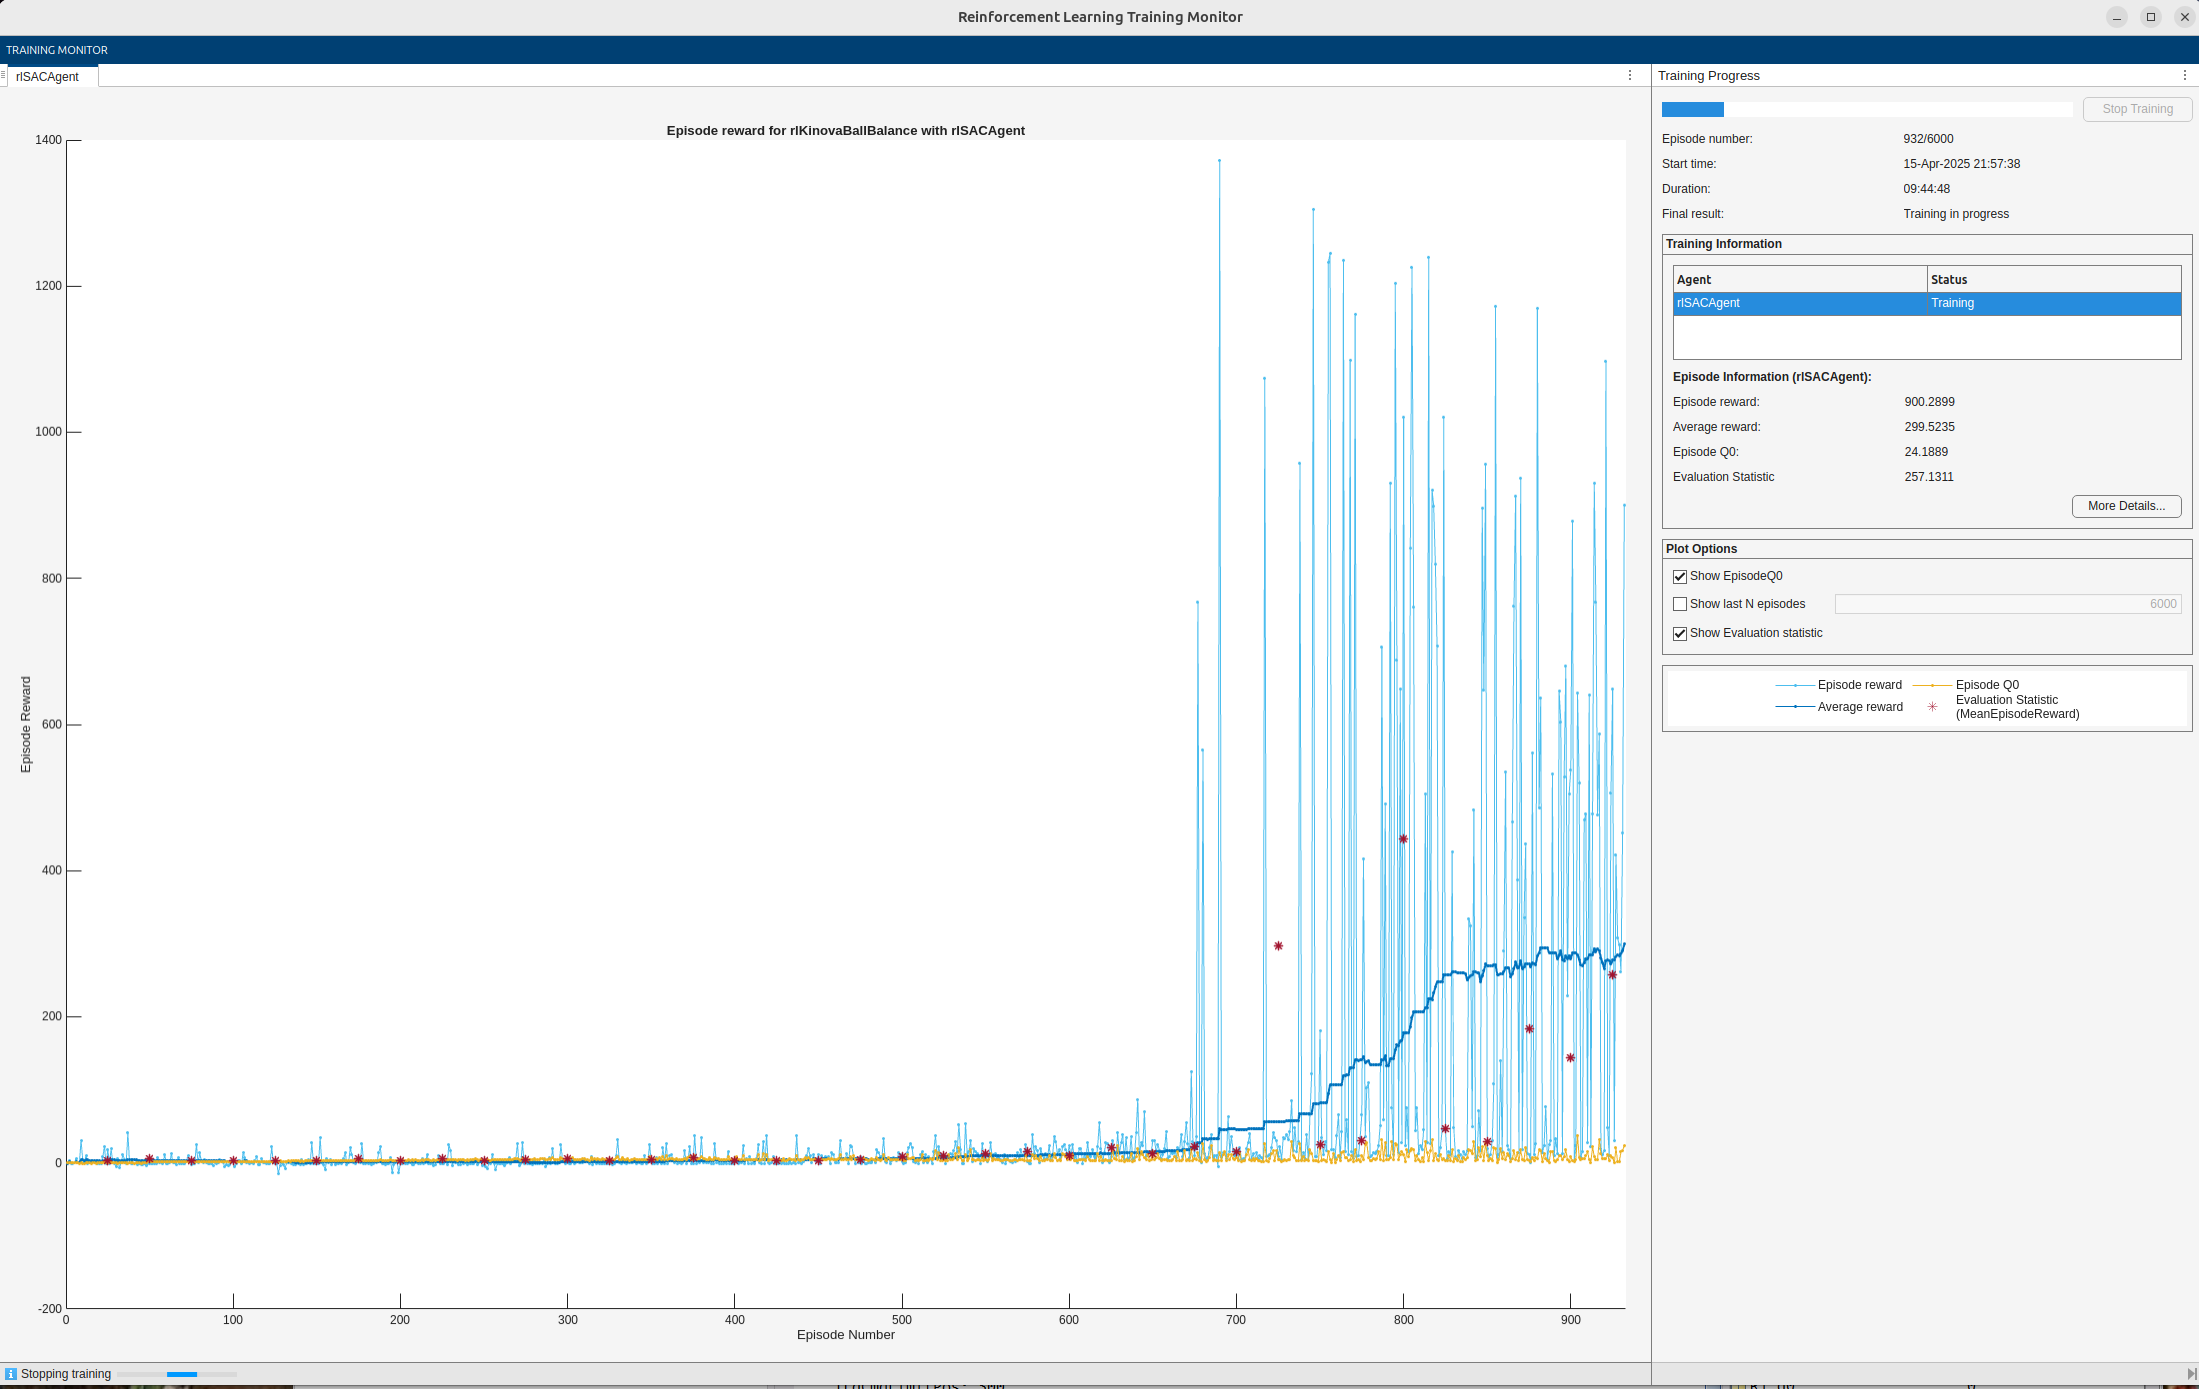 Reinforcement Learning Training Monitor
TRAINING MONITOR
rlSACAgent
Episode reward for rlKinovaBallBalance with rlSACAgent
1400
1200
1000
800
600
400
200
0
-200
Episode Reward
0 100 200 300 400 500 600 700 800 900
Episode Number
Stopping training
Training Progress
Stop Training
Episode number: 932/6000
Start time: 15-Apr-2025 21:57:38
Duration: 09:44:48
Final result: Training in progress
Training Information
Agent Status
rlSACAgent Training
Episode Information (rlSACAgent):
Episode reward: 900.2899
Average reward: 299.5235
Episode Q0: 24.1889
Evaluation Statistic 257.1311
More Details...
Plot Options
Show EpisodeQ0
Show last N episodes 6000
Show Evaluation statistic
Episode reward Episode Q0
Average reward Evaluation Statistic
(MeanEpisodeReward)